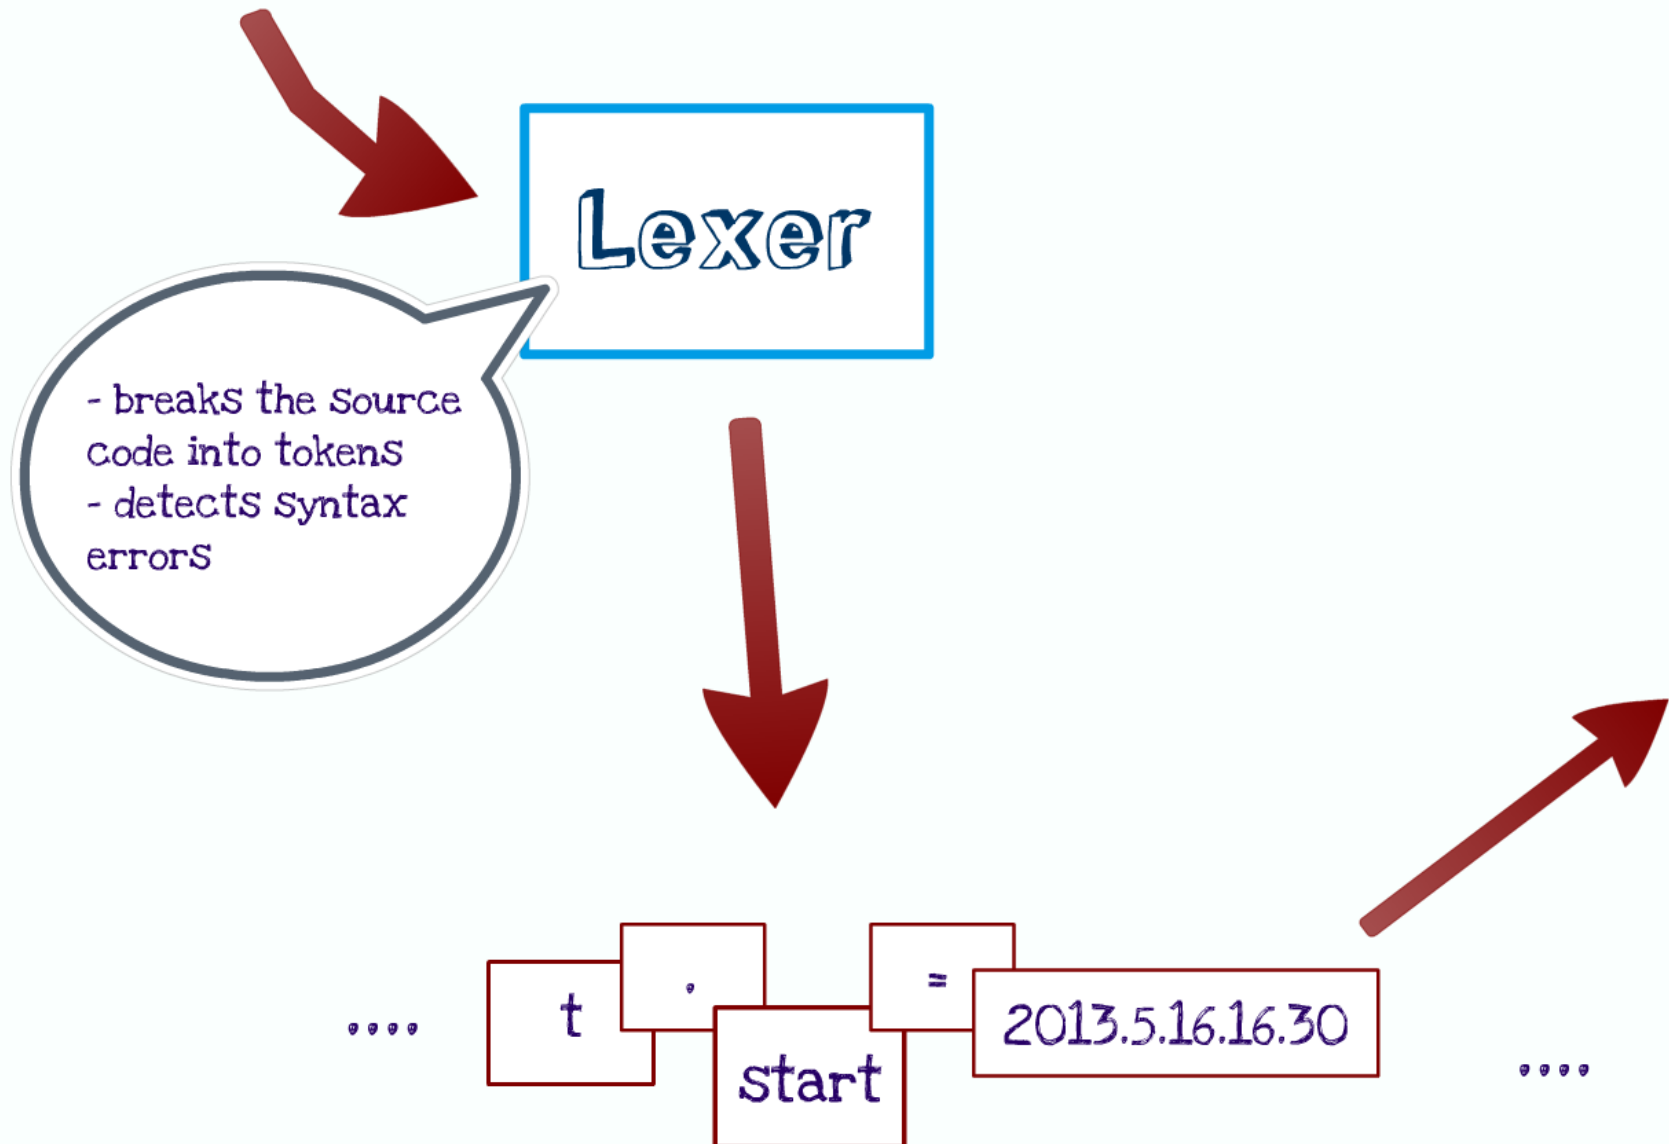 Lexer
- breaks the source
code into tokens
- detects syntax
errors
....
t
.
start
=
2013.5.16.16.30
....